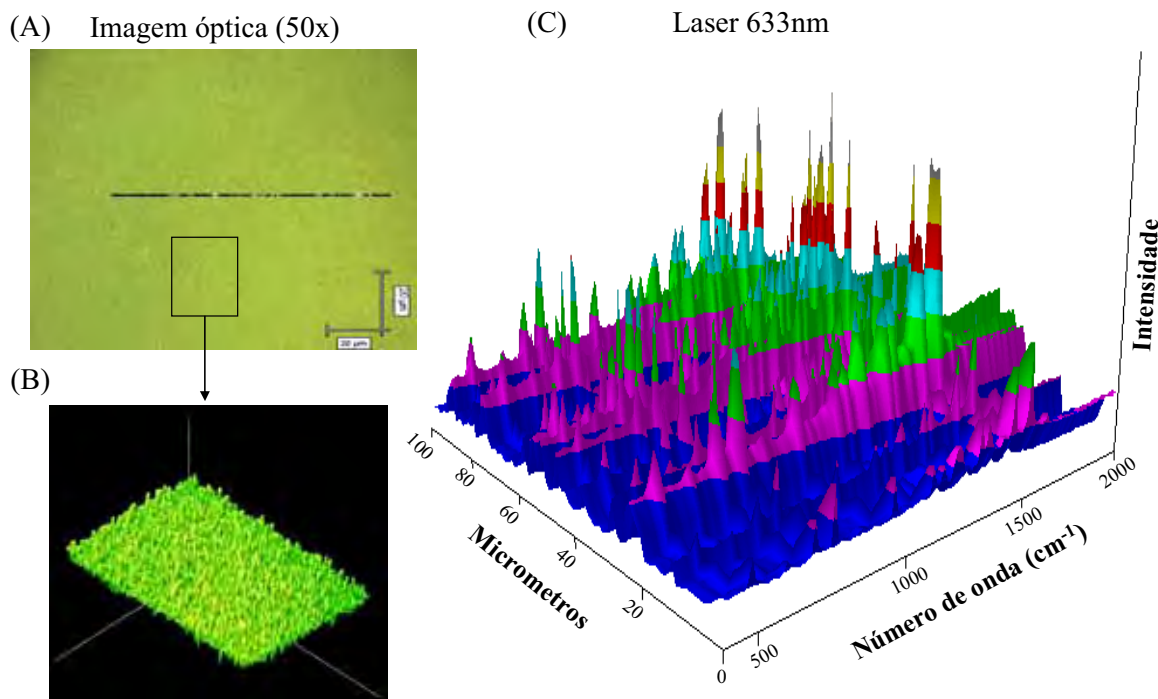 (A) Imagem óptica (50x)
(B)
(C) Laser 633nm
Intensidade
100
80
60
40
20
Micrometros
0
500
1000
1500
2000
Número de onda (cm-1)